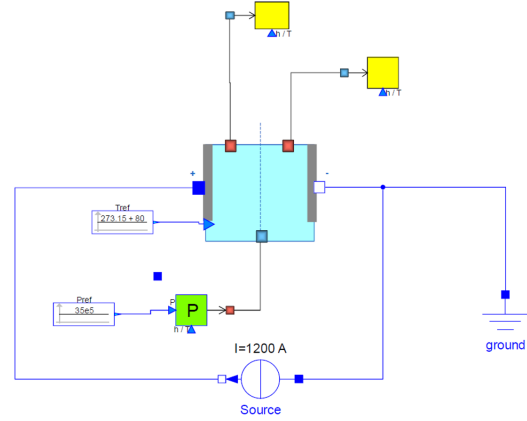 h / T
h / T
+
-
Tref
273.15 + 80
Pref
35e5
P
P
h / T
I=1200 A
Source
ground